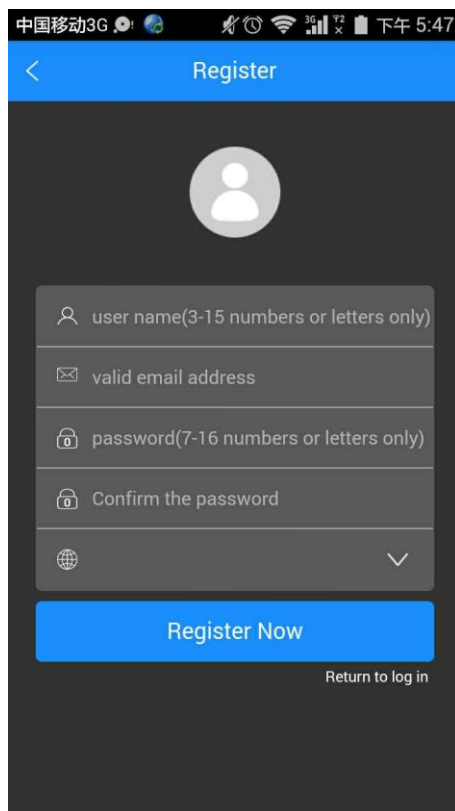 中国移动3G 下午 5:47
Register
user name(3-15 numbers or letters only)
valid email address
password(7-16 numbers or letters only)
Confirm the password
Register Now
Return to log in